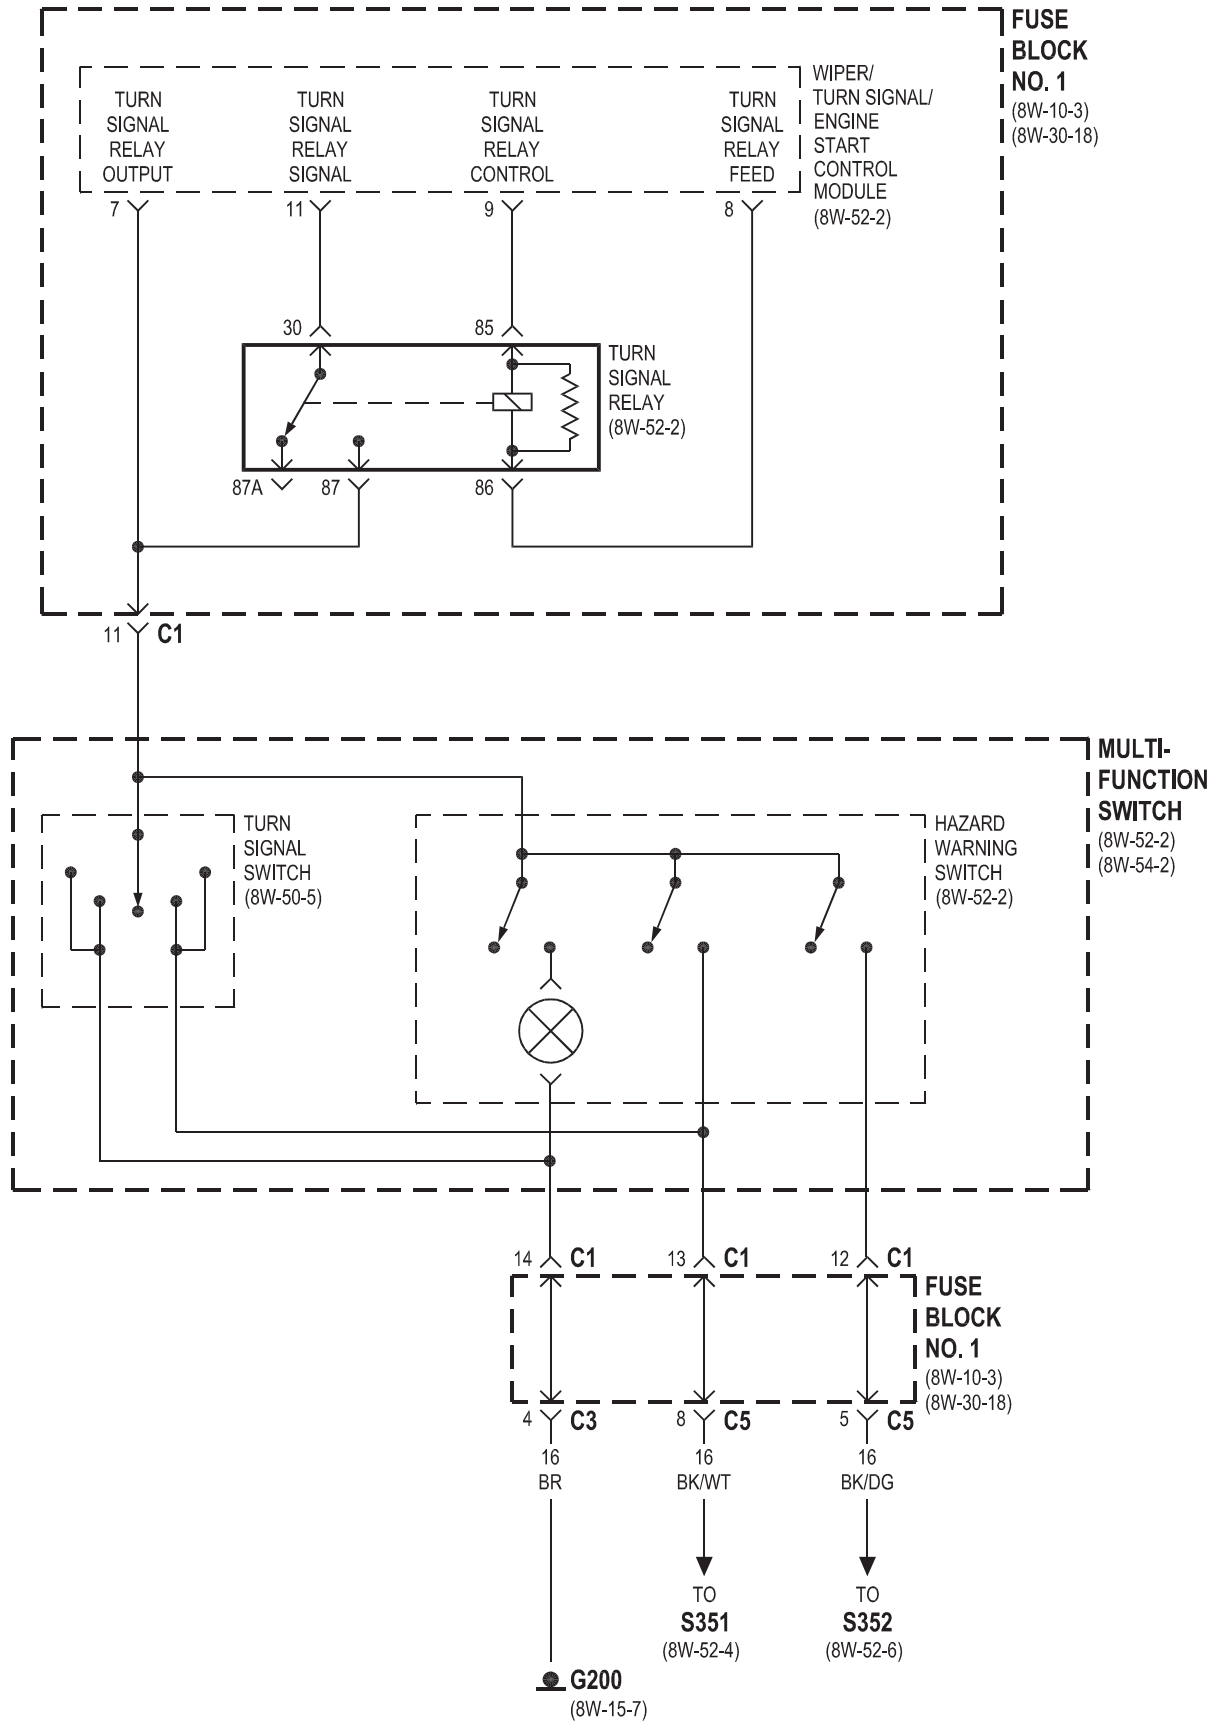 FUSE
BLOCK
NO. 1
(8W-10-3)
(8W-30-18)
WIPER/
TURN SIGNAL/
ENGINE
START
CONTROL
MODULE
(8W-52-2)
TURN
SIGNAL
RELAY
OUTPUT
TURN
SIGNAL
RELAY
SIGNAL
TURN
SIGNAL
RELAY
CONTROL
TURN
SIGNAL
RELAY
FEED
7
11
9
8
30
85
TURN
SIGNAL
RELAY
(8W-52-2)
87A
87
86
11
C1
MULTI-
FUNCTION
SWITCH
(8W-52-2)
(8W-54-2)
TURN
SIGNAL
SWITCH
(8W-50-5)
HAZARD
WARNING
SWITCH
(8W-52-2)
14
C1
13
C1
12
C1
FUSE
BLOCK
NO. 1
(8W-10-3)
(8W-30-18)
4
C3
8
C5
5
C5
16
BR
16
BK/WT
16
BK/DG
TO
S351
(8W-52-4)
TO
S352
(8W-52-6)
G200
(8W-15-7)